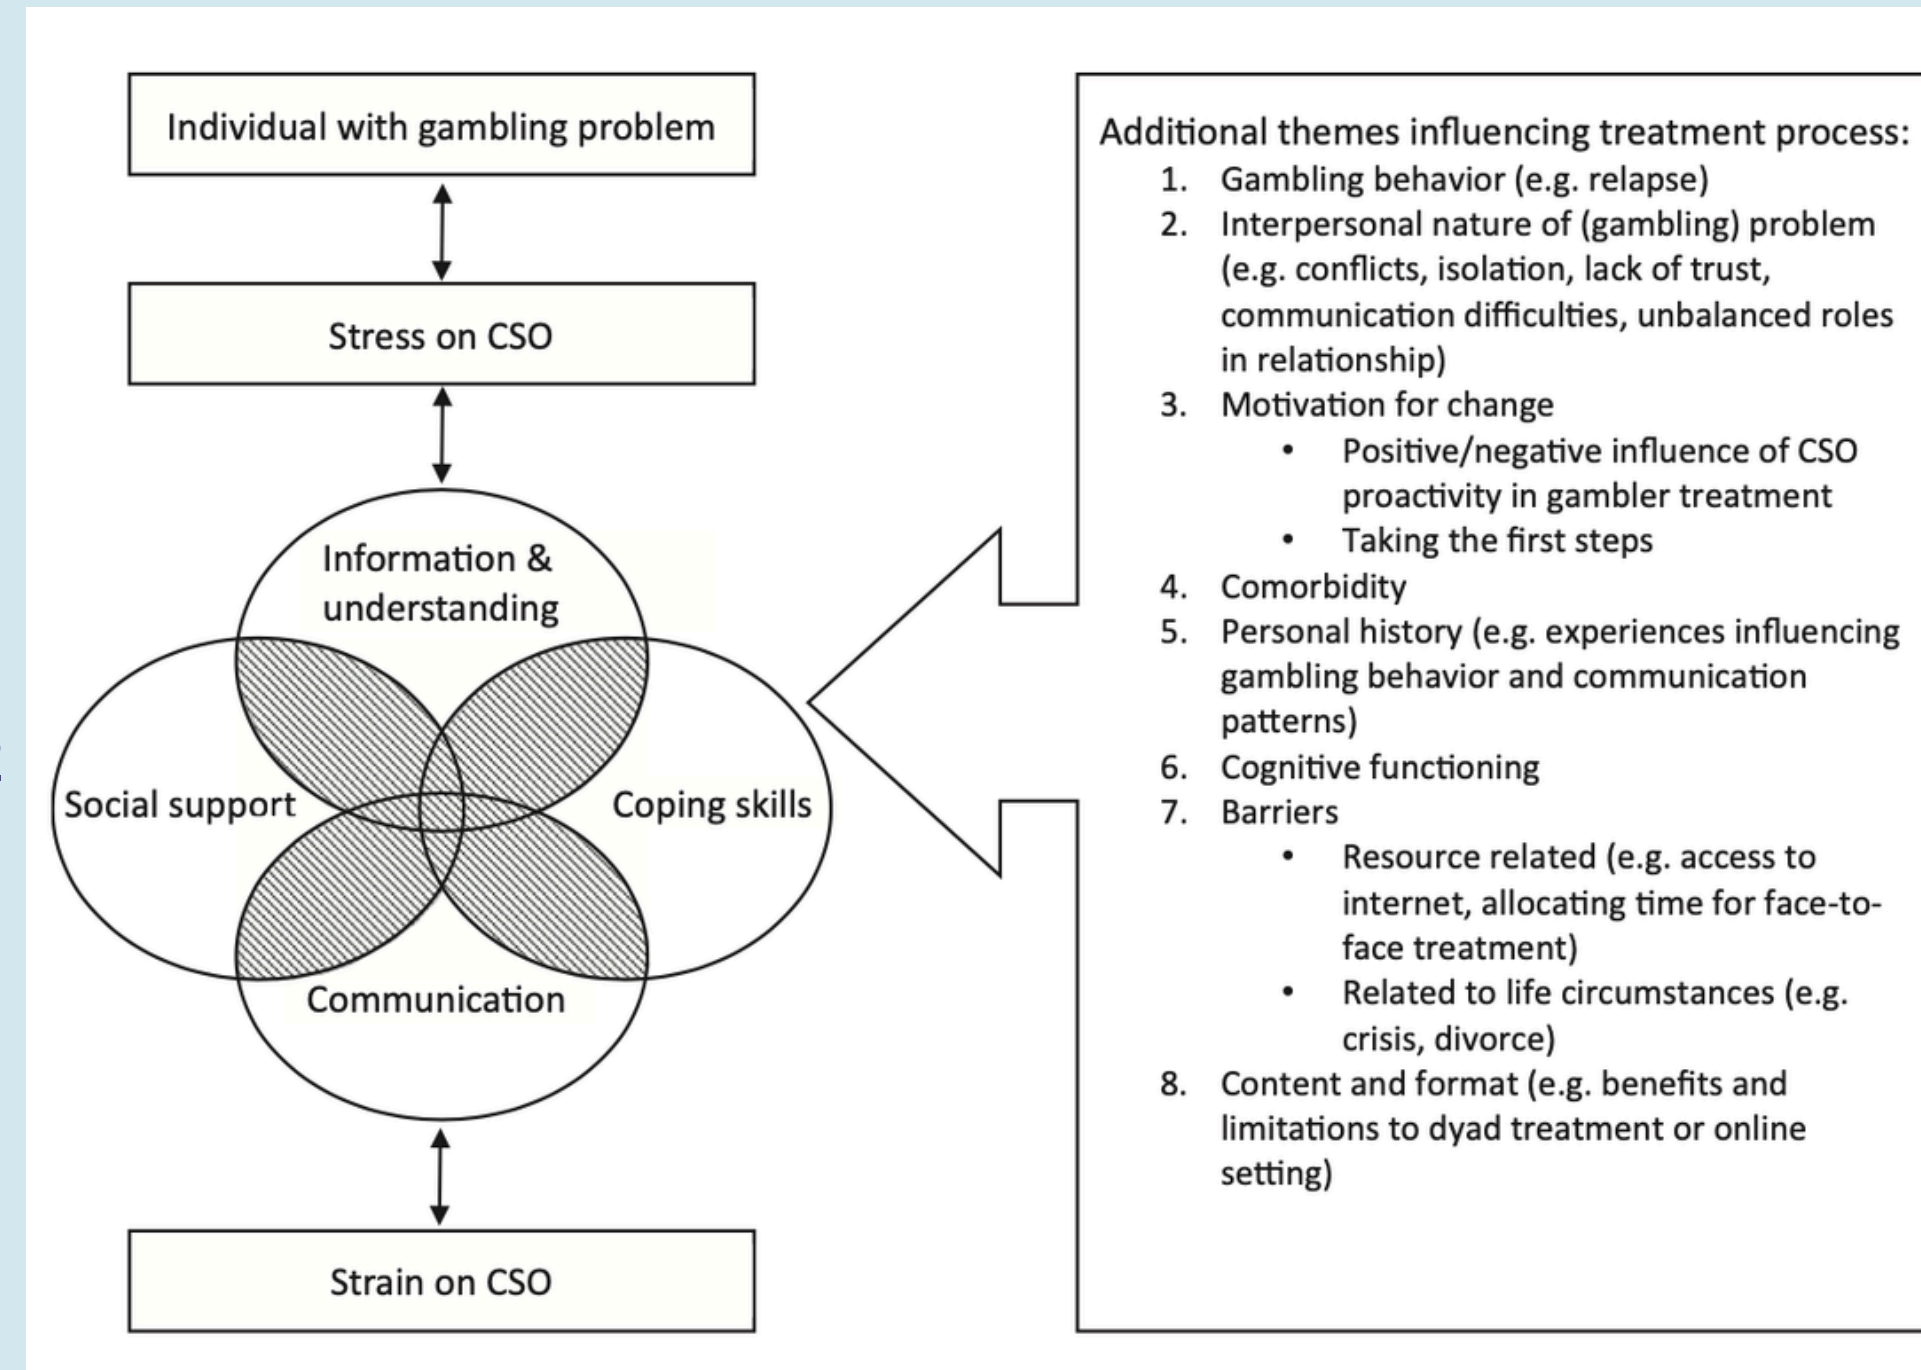 Individual with gambling problem
Stress on CSO
Information &
understanding
Social support
Coping skills
Communication
Strain on CSO
Additional themes influencing treatment process:
1. Gambling behavior (e.g. relapse)
2. Interpersonal nature of (gambling) problem
(e.g. conflicts, isolation, lack of trust,
communication difficulties, unbalanced roles
in relationship)
3. Motivation for change
• Positive/negative influence of CSO
proactivity in gambler treatment
• Taking the first steps
4. Comorbidity
5. Personal history (e.g. experiences influencing
gambling behavior and communication
patterns)
6. Cognitive functioning
7. Barriers
• Resource related (e.g. access to
internet, allocating time for face-to-
face treatment)
• Related to life circumstances (e.g.
crisis, divorce)
8. Content and format (e.g. benefits and
limitations to dyad treatment or online
setting)